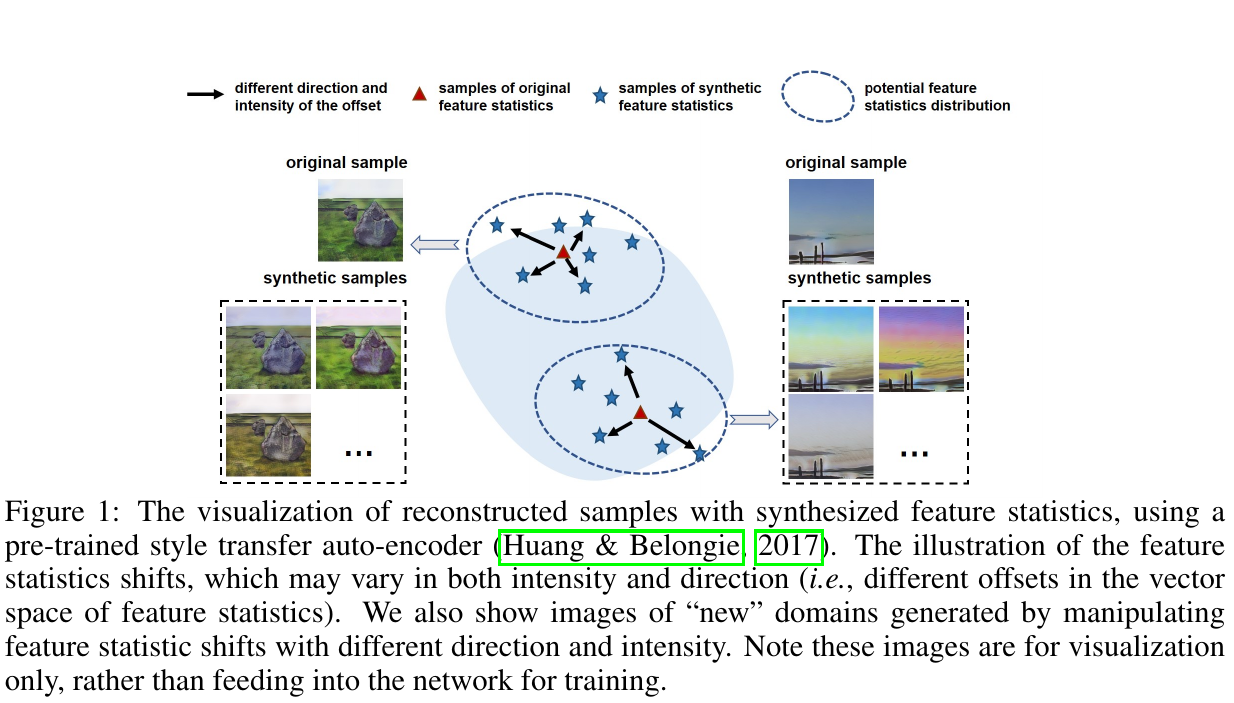 different direction and
intensity of the offset
samples of original
feature statistics
samples of synthetic
feature statistics
potential feature
statistics distribution
original sample
original sample
synthetic samples
synthetic samples
...
...
Figure 1: The visualization of reconstructed samples with synthesized feature statistics, using a
pre-trained style transfer auto-encoder (Huang & Belongie, 2017). The illustration of the feature
statistics shifts, which may vary in both intensity and direction (i.e., different offsets in the vector
space of feature statistics). We also show images of “new” domains generated by manipulating
feature statistic shifts with different direction and intensity. Note these images are for visualization
only, rather than feeding into the network for training.